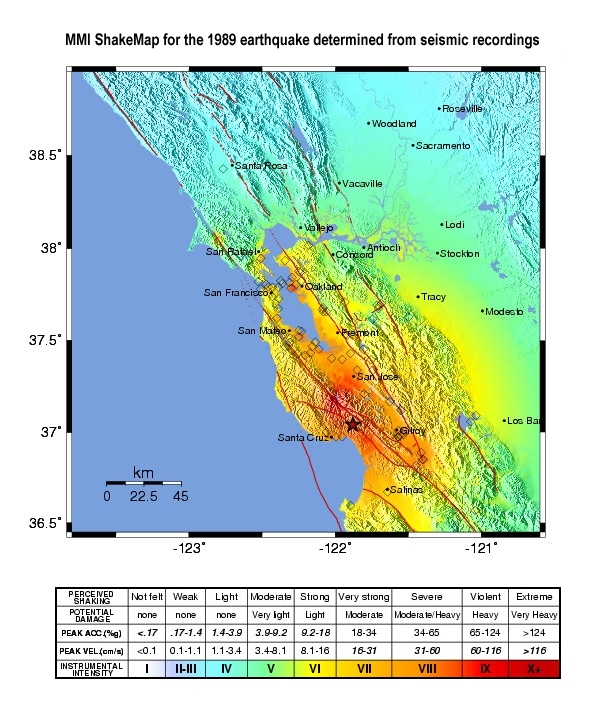 MMI ShakeMap for the 1989 earthquake determined from seismic recordings
Roseville
Woodland
Sacramento
38.5°
Santa Rosa
Vacaville
Vallejo
Lodi
38°
San Rafael
Concord
Antioch
Stockton
San Francisco
Oakland
Tracy
Modesto
37.5°
San Mateo
Fremont
San Jose
37°
Santa Cruz
Gilroy
Los Ban
km
0 22.5 45
Salinas
36.5°
-123° -122° -121°
PERCEIVED SHAKING Not felt Weak Light Moderate Strong Very strong Severe Violent Extreme
POTENTIAL DAMAGE none none none Very light Light Moderate Moderate/Heavy Heavy Very Heavy
PEAK ACC.(%g) <.17 .17-1.4 1.4-3.9 3.9-9.2 9.2-18 18-34 34-65 65-124 >124
PEAK VEL.(cm/s) <0.1 0.1-1.1 1.1-3.4 3.4-8.1 8.1-16 16-31 31-60 60-116 >116
INSTRUMENTAL INTENSITY I II-III IV V VI VII VIII IX X+